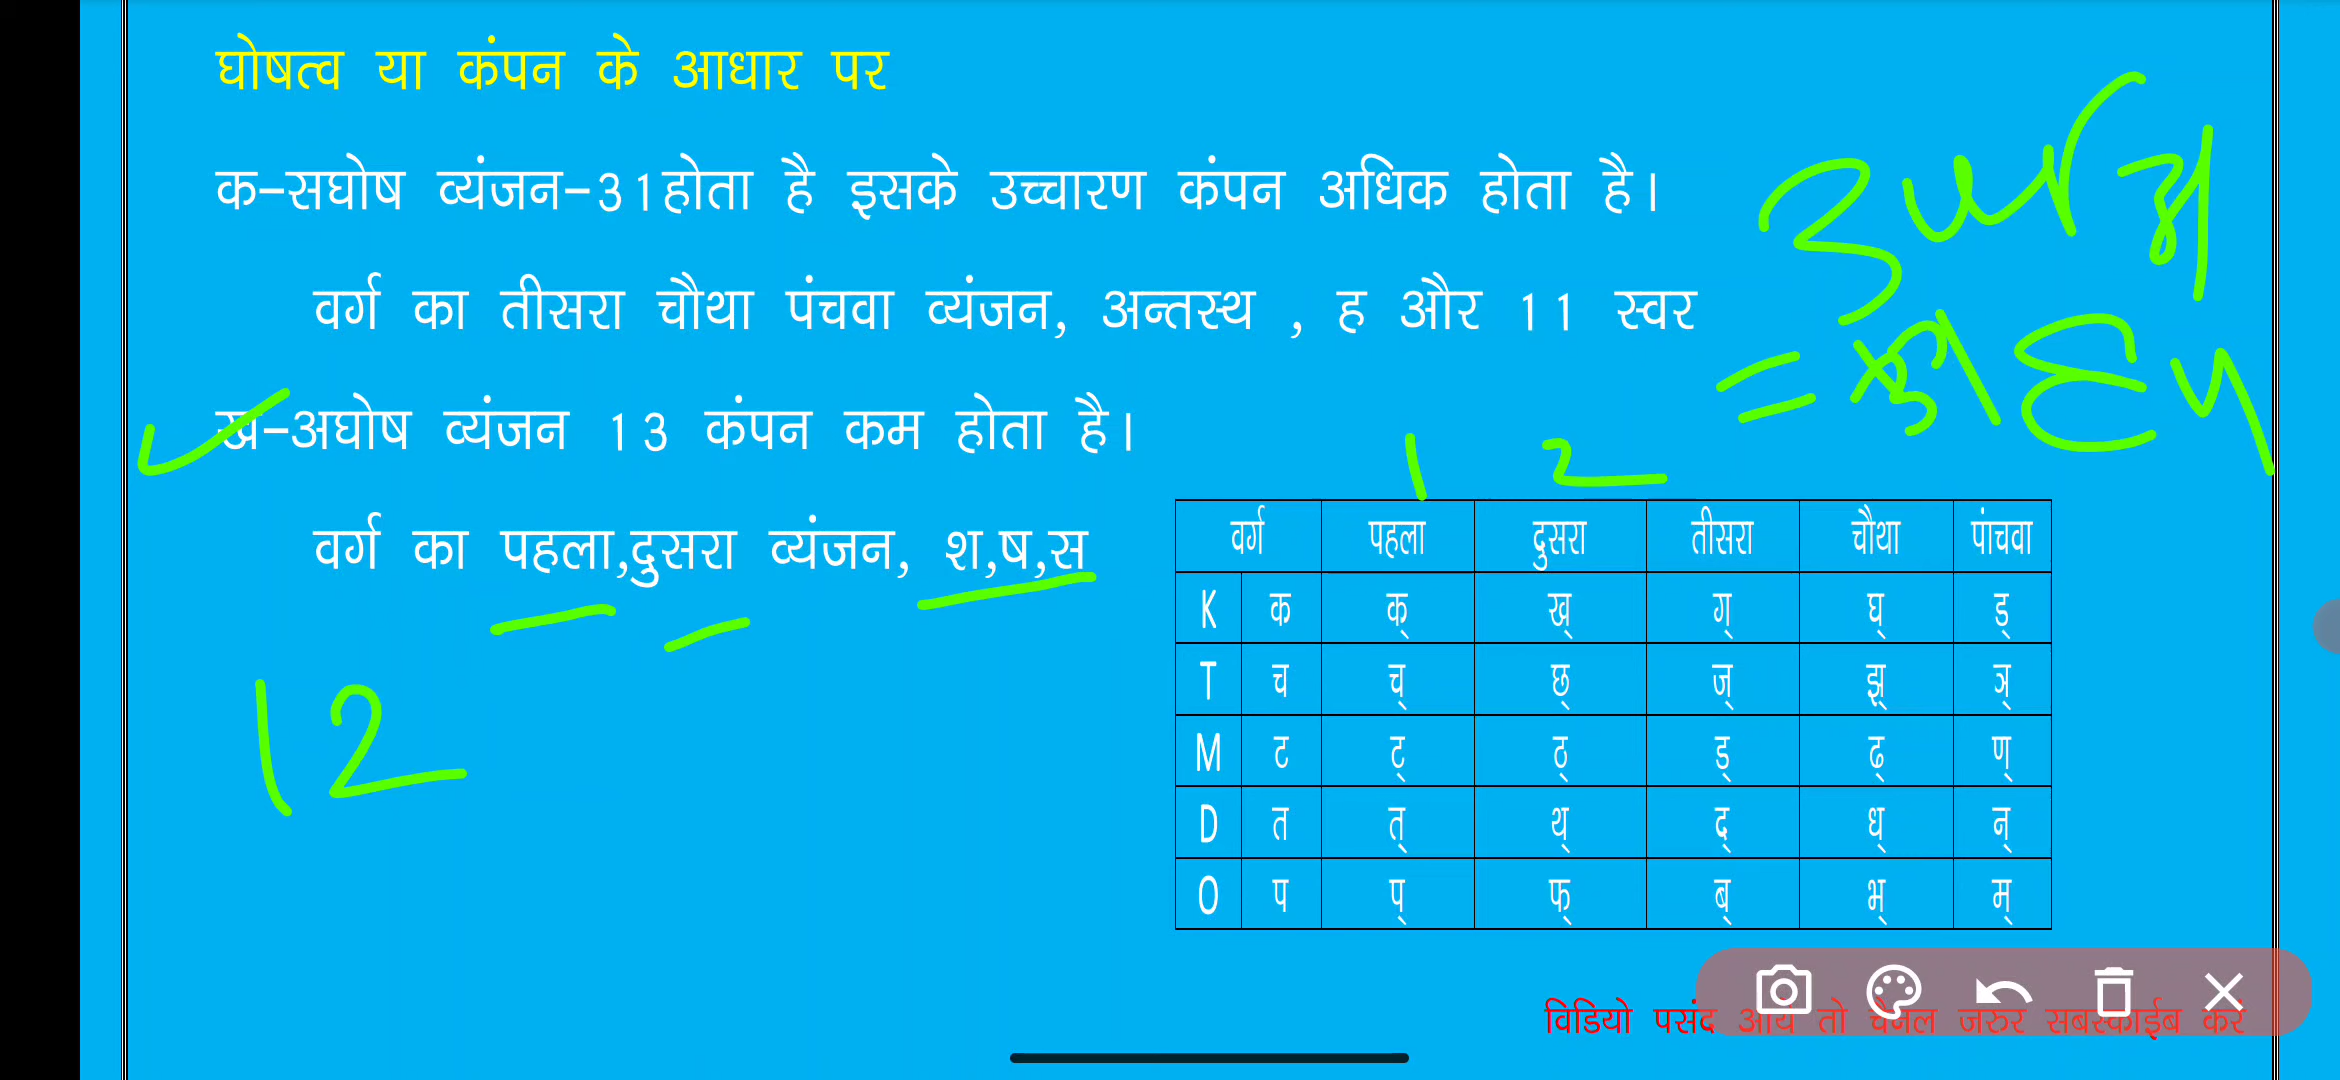 घोषत्व या कंपन के आधार पर
क-सघोष व्यंजन-31होता है इसके उच्चारण कंपन अधिक होता है।
वर्ग का तीसरा चौथा पंचवा व्यंजन, अन्तस्थ , ह और 11 स्वर
ख-अघोष व्यंजन 13 कंपन कम होता है।
वर्ग का पहला,दुसरा व्यंजन, श,ष,स
12
1 2
वर्ग पहला दुसरा तीसरा चौथा पांचवा
K क क् ख् ग् घ् ड्
T च च् छ् ज् झ् ञ्
M ट ट् ठ् ड् ढ् ण्
D त त् थ् द् ध् न्
O प प् फ् ब् भ् म्
विडियो पसंद आये तो चैनल जरुर सबस्काईब करें